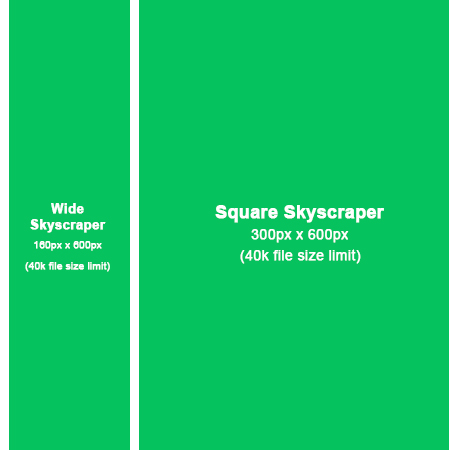 Wide
Skyscraper
160px x 600px
(40k file size limit)
Square Skyscraper
300px x 600px
(40k file size limit)